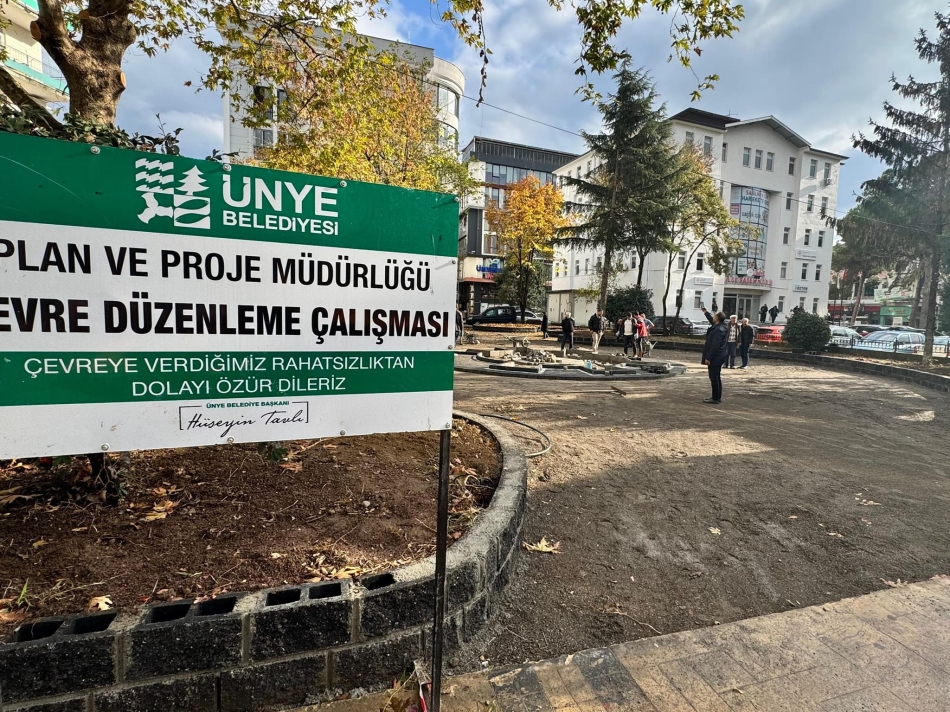 ÜNYE
BELEDİYESİ
PLAN VE PROJE MÜDÜRLÜĞÜ
EVRE DÜZENLEME ÇALIŞMASI
ÇEVREYE VERDİĞİMİZ RAHATSIZLIKTAN
DOLAYI ÖZÜR DİLERİZ
ÜNYE BELEDİYE BAŞKANI
Hüseyin Tavlı